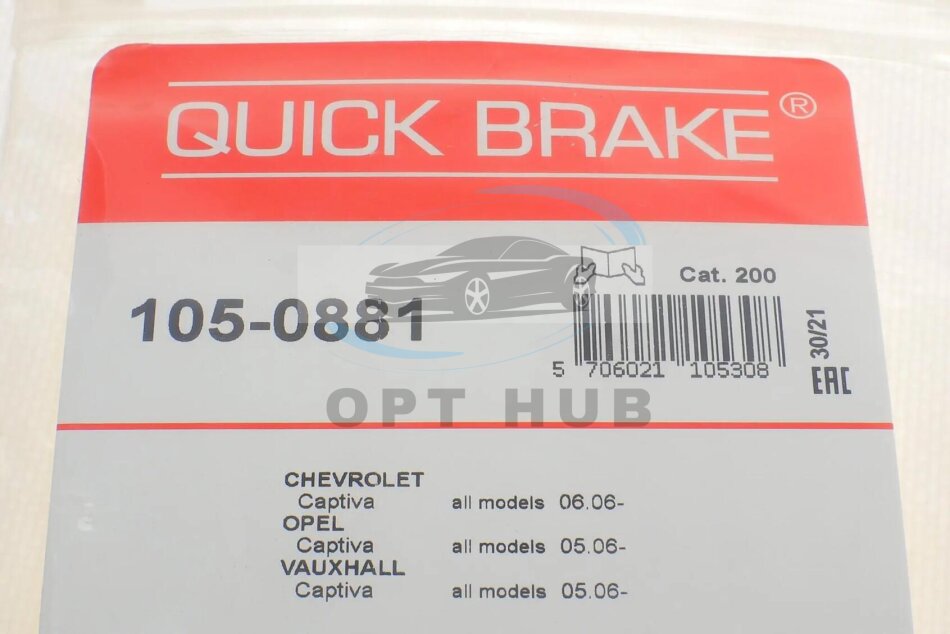 QUICK BRAKE®
Cat. 200
105-0881
30/21
5 706021 105308
EAC
OPT HUB
CHEVROLET
Captiva all models 06.06-
OPEL
Captiva all models 05.06-
VAUXHALL
Captiva all models 05.06-